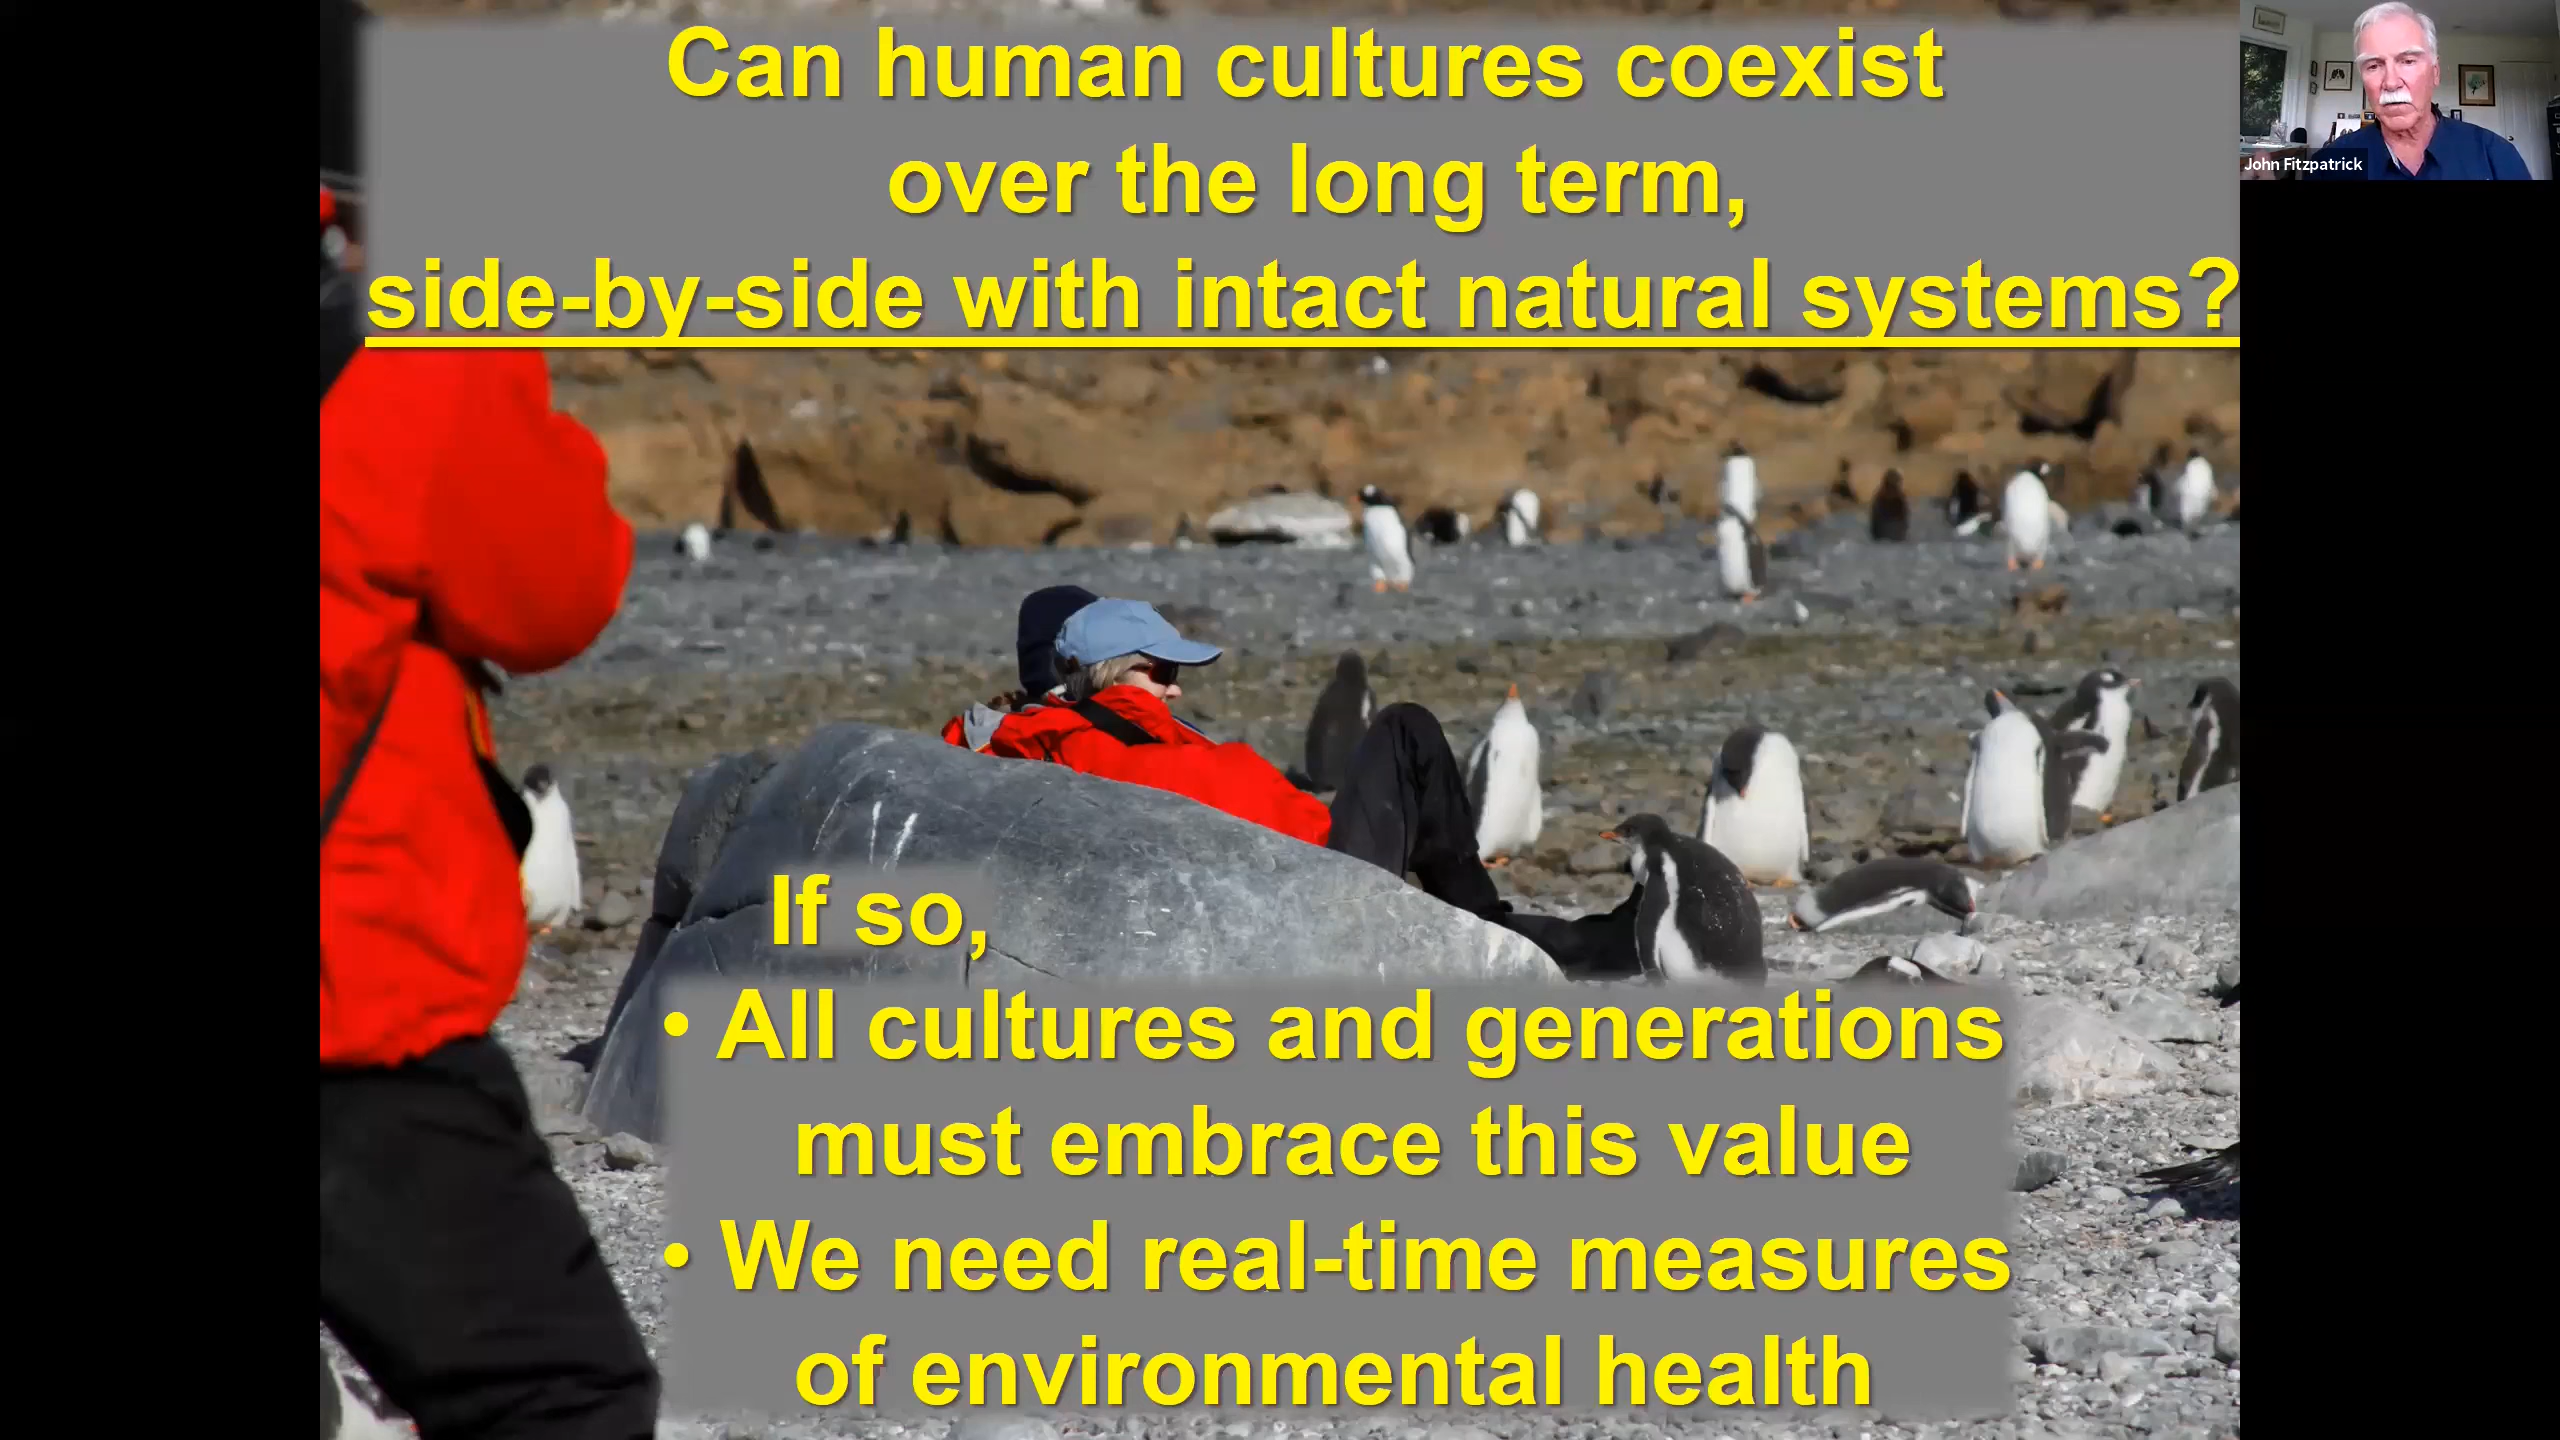 Can human cultures coexist
over the long term,
side-by-side with intact natural systems?
John Fitzpatrick
If so,
• All cultures and generations
must embrace this value
• We need real-time measures
of environmental health